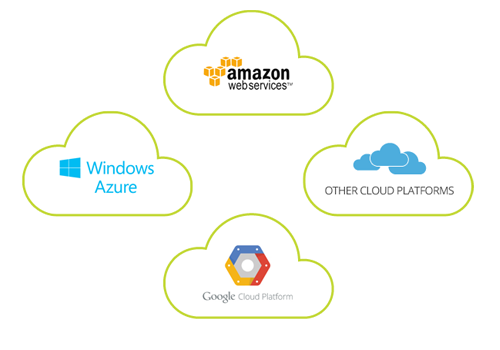 amazon
webservices™
Windows
Azure
OTHER CLOUD PLATFORMS
Google Cloud Platform